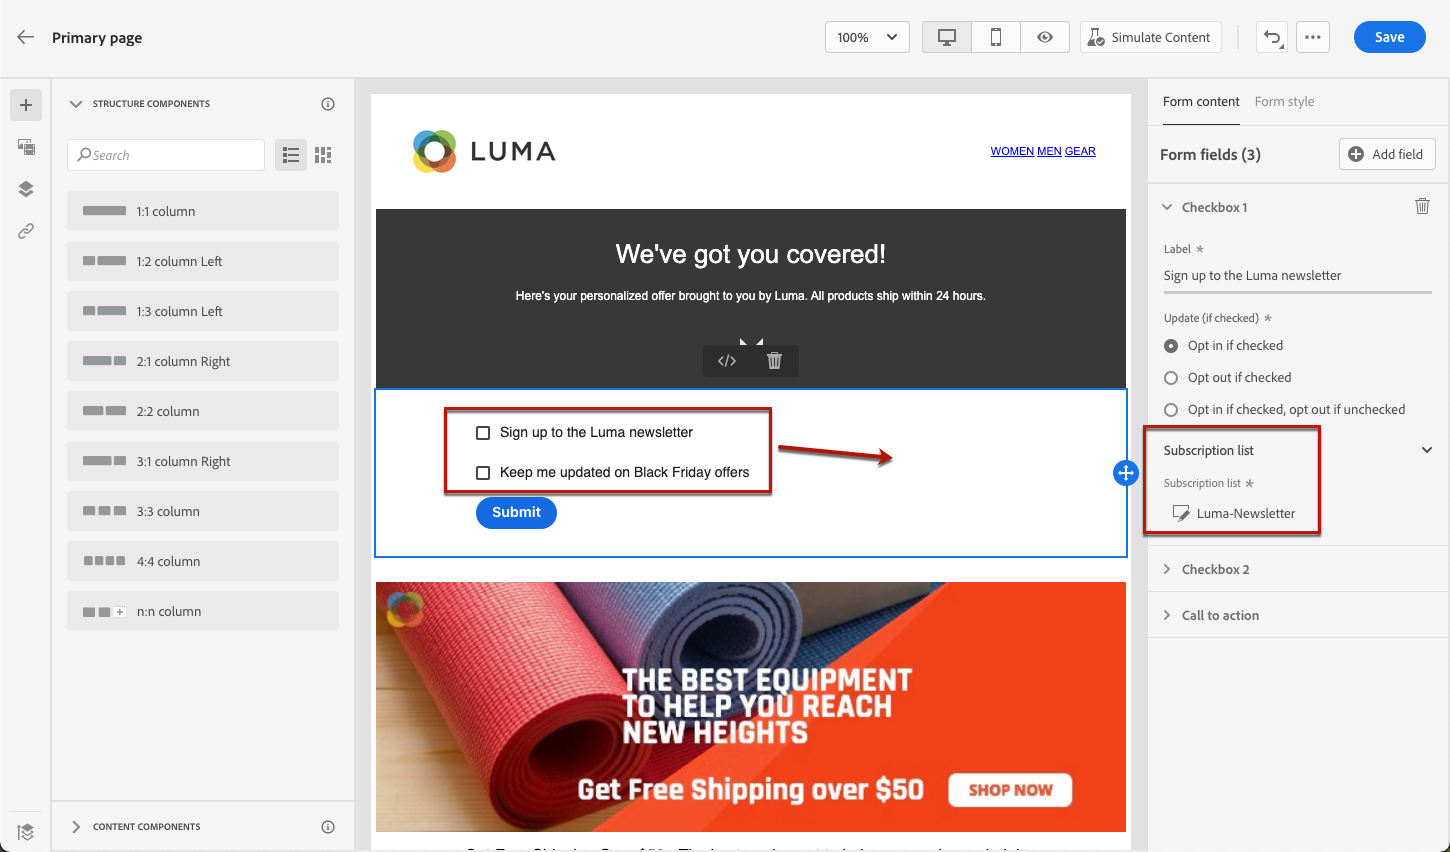 Primary page
100%
Simulate Content
Save
STRUCTURE COMPONENTS
Search
1:1 column
1:2 column Left
1:3 column Left
2:1 column Right
2:2 column
3:1 column Right
3:3 column
4:4 column
n:n column
CONTENT COMPONENTS
LUMA
WOMEN MEN GEAR
We've got you covered!
Here's your personalized offer brought to you by Luma. All products ship within 24 hours.
Sign up to the Luma newsletter
Keep me updated on Black Friday offers
Submit
THE BEST EQUIPMENT
TO HELP YOU REACH
NEW HEIGHTS
Get Free Shipping over $50
SHOP NOW
Form content Form style
Form fields (3)
Add field
Checkbox 1
Label *
Sign up to the Luma newsletter
Update (if checked) *
Opt in if checked
Opt out if checked
Opt in if checked, opt out if unchecked
Subscription list
Subscription list *
Luma-Newsletter
Checkbox 2
Call to action